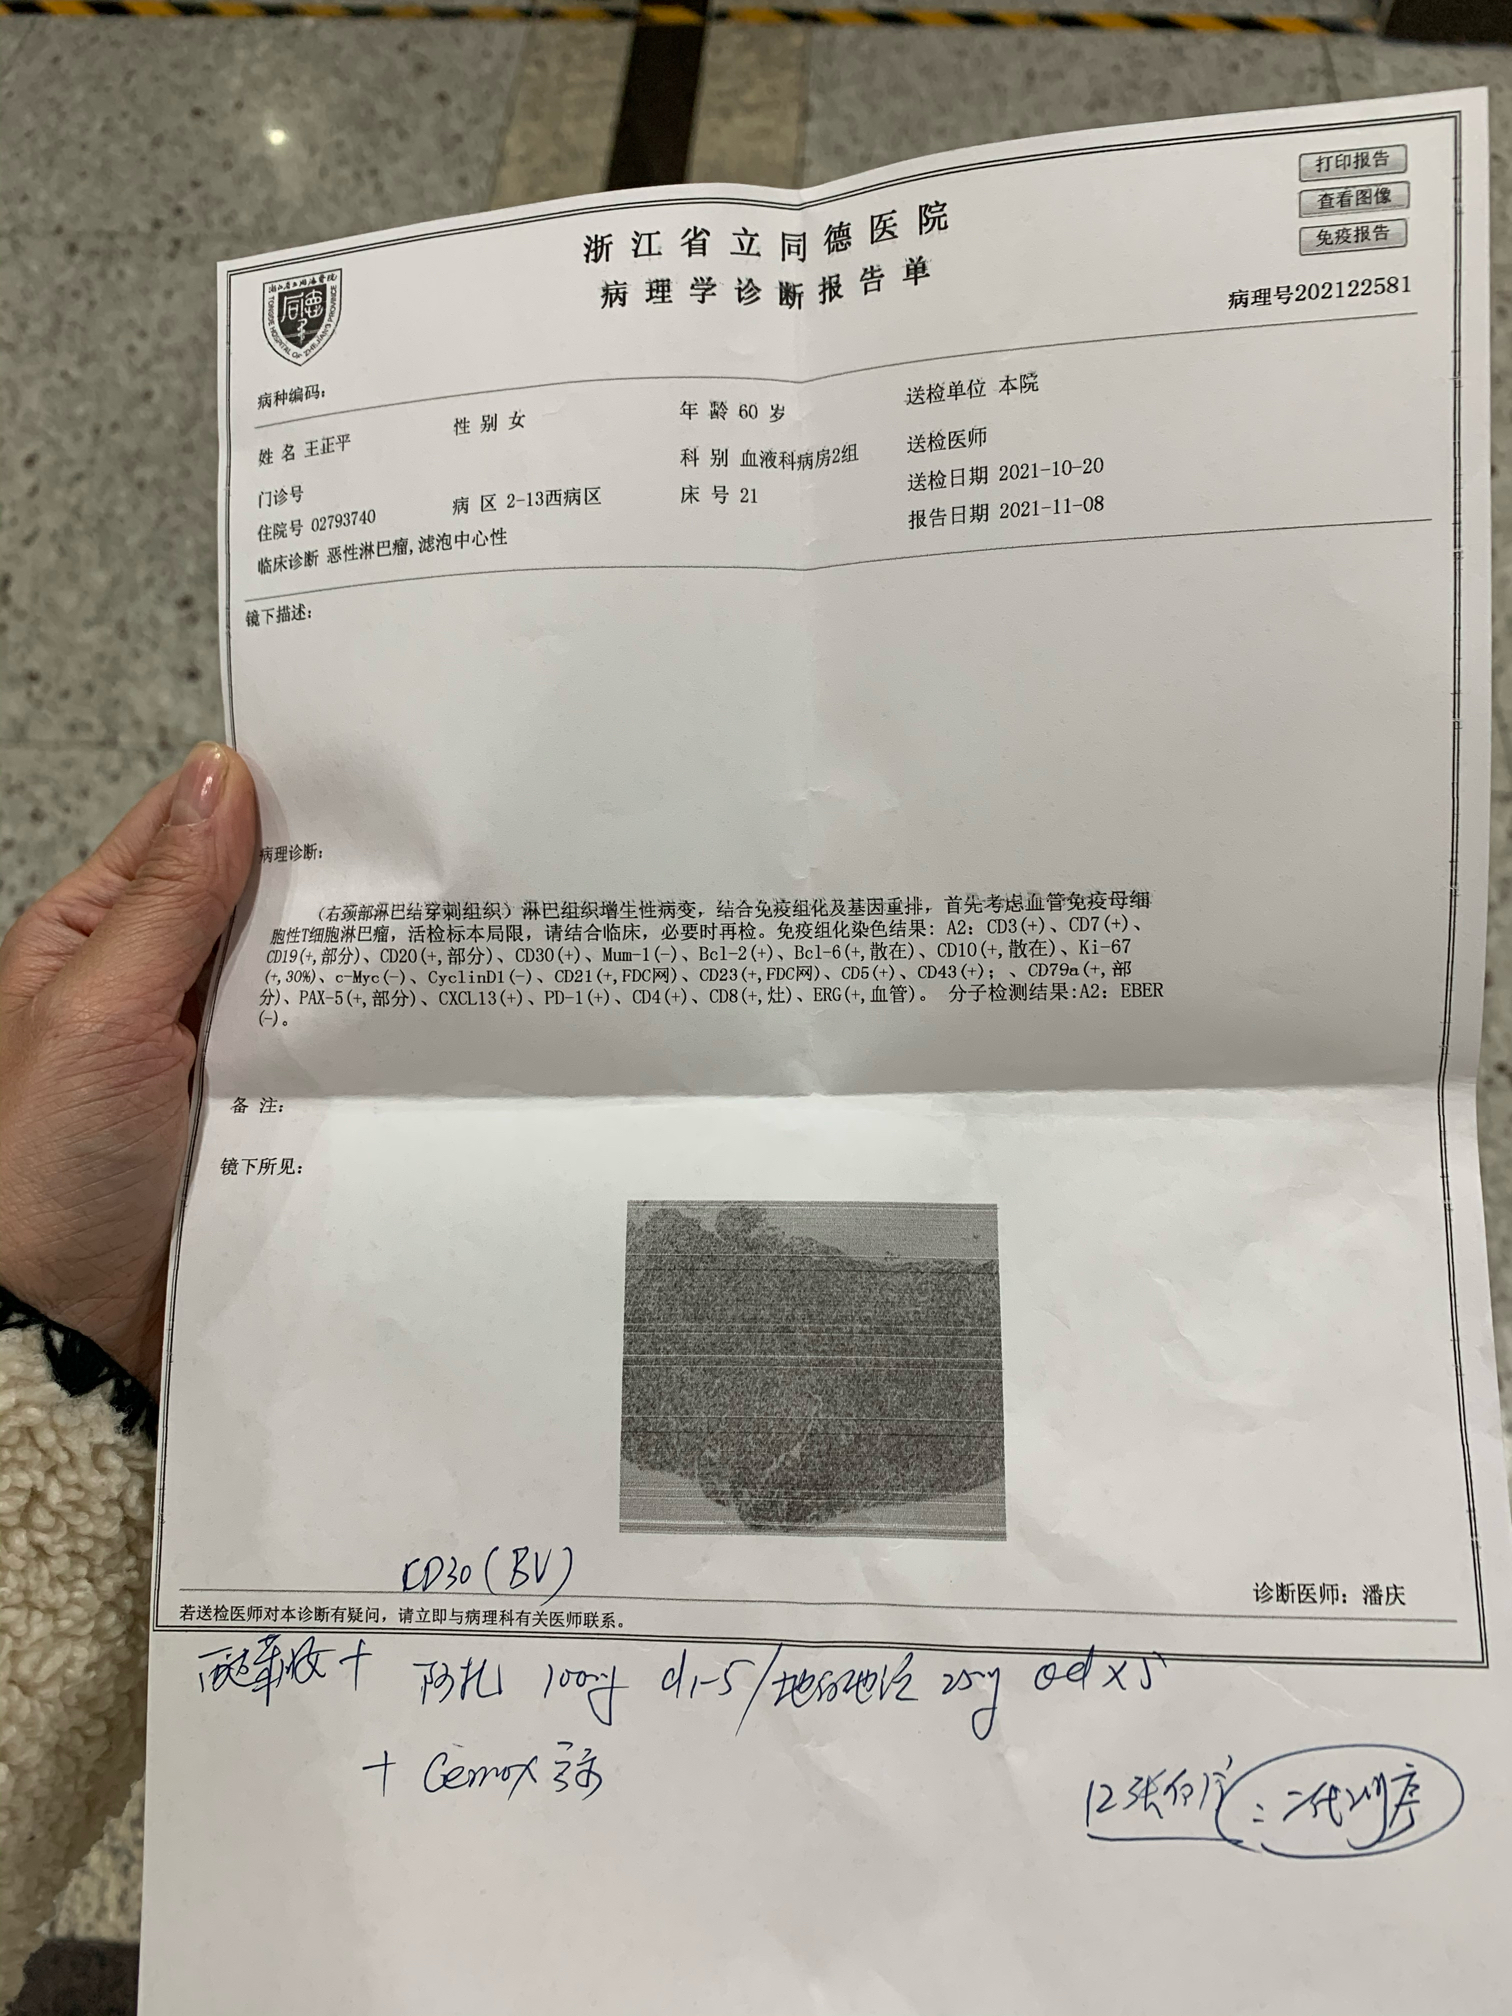 打印报告
查看图像
免疫报告
浙江省立同德医院
病理学诊断报告单
病理号202122581
浙江省立同德医院
同德
TONGDE HOSPITAL OF ZHEJIANG PROVINCE
病种编码:
姓 名 王正平 性 别 女 年 龄 60 岁 送检单位 本院
门诊号 科 别 血液科病房2组 送检医师
住院号 02793740 病 区 2-13西病区 床 号 21 送检日期 2021-10-20
临床诊断 恶性淋巴瘤,滤泡中心性 报告日期 2021-11-08
镜下描述:
病理诊断:
（右颈部淋巴结穿刺组织）淋巴组织增生性病变，结合免疫组化及基因重排，首先考虑血管免疫母细
胞性T细胞淋巴瘤，活检标本局限，请结合临床，必要时再检。免疫组化染色结果: A2: CD3(+)、CD7(+)、
CD19(+,部分)、CD20(+,部分)、CD30(+)、Mum-1(-)、Bcl-2(+)、Bcl-6(+,散在)、CD10(+,散在)、Ki-67
(+,30%)、c-Myc(-)、CyclinD1(-)、CD21(+,FDC网)、CD23(+,FDC网)、CD5(+)、CD43(+)；、CD79a(+,部
分)、PAX-5(+,部分)、CXCL13(+)、PD-1(+)、CD4(+)、CD8(+,灶)、ERG(+,血管)。 分子检测结果:A2: EBER
(-)。
备 注:
镜下所见:
CD30(BV)
诊断医师: 潘庆
若送检医师对本诊断有疑问，请立即与病理科有关医师联系。
+ 阿扎 100mg d1-5/地西他滨 25mg qd x 5
+ Gemox
12张白片: 二代测序